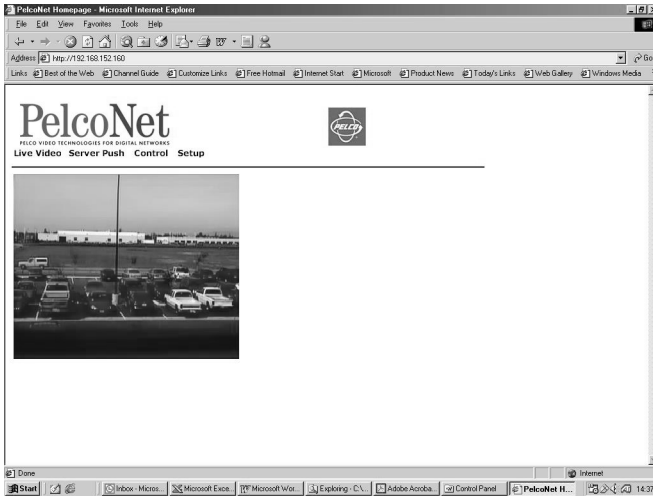 PelcoNet Homepage - Microsoft Internet Explorer
File Edit View Favorites Tools Help
Address http://192.168.152.160 Go
Links Best of the Web Channel Guide Customize Links Free Hotmail Internet Start Microsoft Product News Today's Links Web Gallery Windows Media
PelcoNet
PELCO VIDEO TECHNOLOGIES FOR DIGITAL NETWORKS
PELCO
Live Video Server Push Control Setup
Done Internet
Start Inbox - Micros... Microsoft Exce... Microsoft Wor... Exploring - C:\... Adobe Acroba... Control Panel PelcoNet H... 14:37